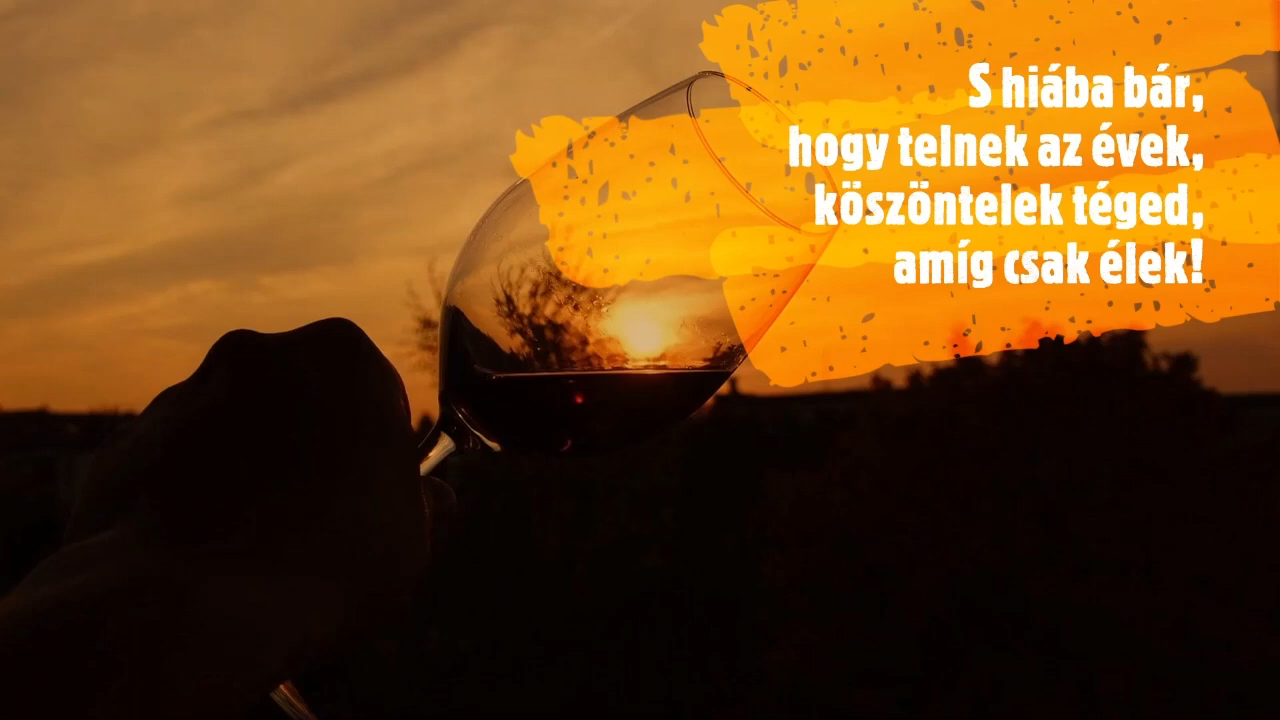 S hiába bár,
hogy telnek az évek,
köszöntelek téged,
amíg csak élek!